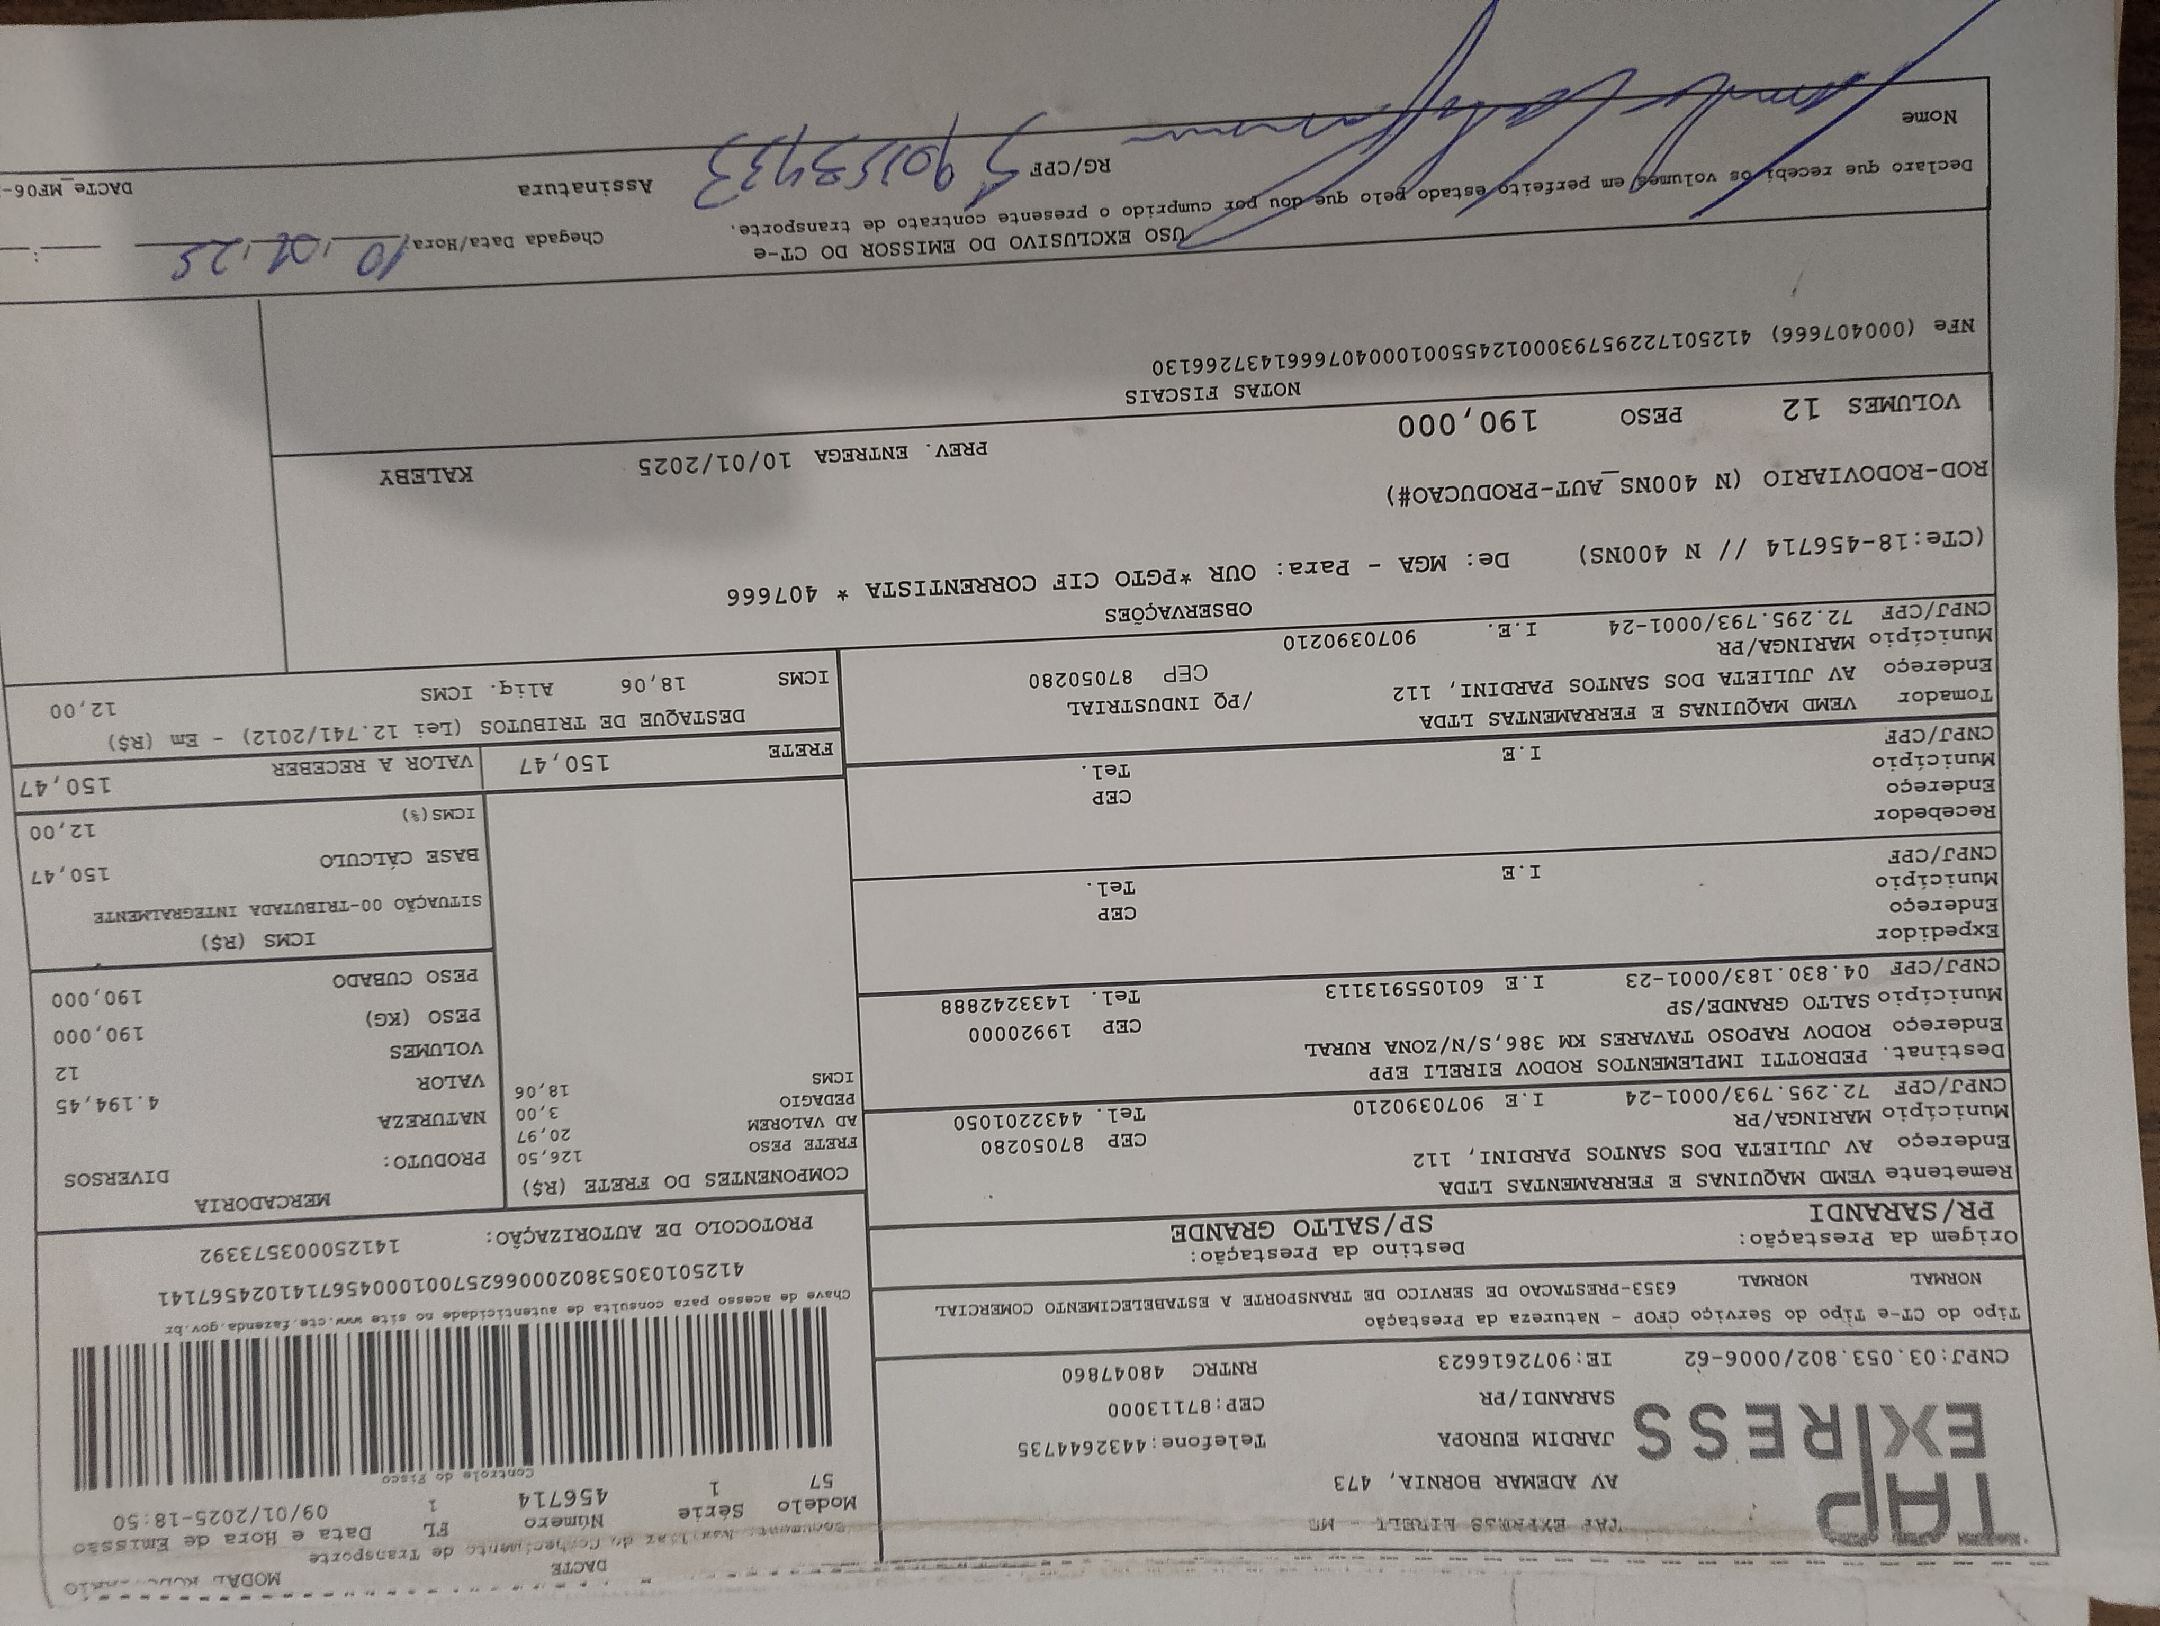 DACTE
MODAL
Documento Auxiliar do Conhecimento de Transporte
TAP
EXPRESS
TAP EXPRESS EIRELI - ME
AV ADEMAR BORNIA, 473
JARDIM EUROPA Telefone:4432644735
SARANDI/PR CEP:87113000
CNPJ:03.053.802/0006-62 IE:9072616623 RNTRC 48047860
Modelo Série Número FL Data e Hora de Emissão
57 1 456714 1 09/01/2025-18:50
Controle do Fisco
Tipo do CT-e Tipo do Serviço CFOP - Natureza da Prestação
NORMAL NORMAL 6353-PRESTACAO DE SERVICO DE TRANSPORTE A ESTABELECIMENTO COMERCIAL
Chave de acesso para consulta de autenticidade no site www.cte.fazenda.gov.br
41250103053802000662570010004567141024567141
Origem da Prestação: Destino da Prestação:
PR/SARANDI SP/SALTO GRANDE
PROTOCOLO DE AUTORIZAÇÃO: 141250003573392
Remetente VEMD MAQUINAS E FERRAMENTAS LTDA
Endereço AV JULIETA DOS SANTOS PARDINI, 112 CEP 87050280
Município MARINGA/PR Tel. 4432201050
CNPJ/CPF 72.295.793/0001-24 I.E 9070390210
Destinat. PEDROTTI IMPLEMENTOS RODOV EIRELI EPP
Endereço RODOV RAPOSO TAVARES KM 386,S/N/ZONA RURAL CEP 19920000
Município SALTO GRANDE/SP Tel. 1433242888
CNPJ/CPF 04.830.183/0001-23 I.E 601055913113
Expedidor
Endereço CEP
Município Tel.
CNPJ/CPF I.E
Recebedor
Endereço CEP
Município Tel.
CNPJ/CPF I.E
Tomador VEMD MAQUINAS E FERRAMENTAS LTDA
Endereço AV JULIETA DOS SANTOS PARDINI, 112 /PQ INDUSTRIAL
Município MARINGA/PR CEP 87050280
CNPJ/CPF 72.295.793/0001-24 I.E. 9070390210
COMPONENTES DO FRETE (R$)
FRETE PESO 126,50
AD VALOREM 20,97
PEDAGIO 3,00
ICMS 18,06
MERCADORIA
PRODUTO: DIVERSOS
NATUREZA
VALOR 4.194,45
VOLUMES 12
PESO (KG) 190,000
PESO CUBADO 190,000
ICMS (R$)
SITUAÇÃO 00-TRIBUTADA INTEGRALMENTE
BASE CÁLCULO 150,47
ICMS(%) 12,00
FRETE 150,47 VALOR A RECEBER 150,47
DESTAQUE DE TRIBUTOS (Lei 12.741/2012) - Em (R$)
ICMS 18,06 Aliq. ICMS 12,00
OBSERVAÇÕES
(CTe:18-456714 // N 400NS) De: MGA - Para: OUR *PGTO CIF CORRENTISTA * 407666
ROD-RODOVIARIO (N 400NS_AUT-PRODUCAO#)
PREV. ENTREGA 10/01/2025 KALEBY
VOLUMES 12 PESO 190,000
NOTAS FISCAIS
NFe (000407666) 41250172295793000124550010004076661437266130
USO EXCLUSIVO DO EMISSOR DO CT-e
Declaro que recebi os volumes em perfeito estado pelo que dou por cumprido o presente contrato de transporte.
Chegada Data/Hora 10.01.25 :
Nome
RG/CPF
Assinatura
DACTe_MF06-